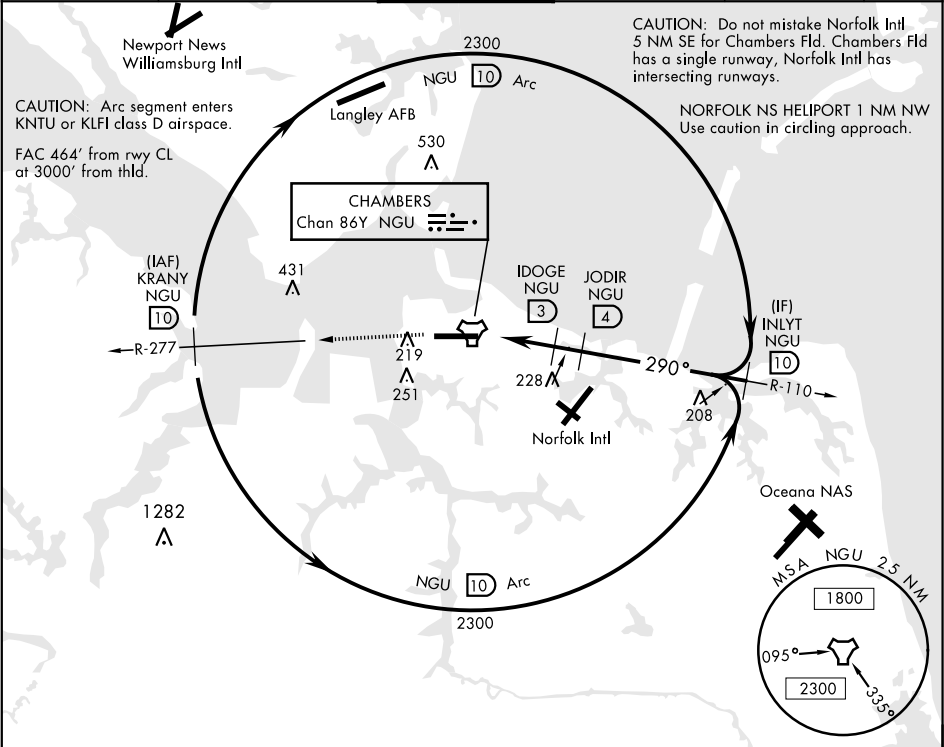 Newport News
Williamsburg Intl
CAUTION: Do not mistake Norfolk Intl
5 NM SE for Chambers Fld. Chambers Fld
has a single runway, Norfolk Intl has
intersecting runways.
NORFOLK NS HELIPORT 1 NM NW
Use caution in circling approach.
CAUTION: Arc segment enters
KNTU or KLFI class D airspace.
FAC 464' from rwy CL
at 3000' from thld.
2300
NGU 10 Arc
Langley AFB
530
CHAMBERS
Chan 86Y NGU
431
(IAF)
KRANY
NGU
10
R-277
IDOGE
NGU
3
JODIR
NGU
4
(IF)
INLYT
NGU
10
219
251
228
290°
R-110
208
Norfolk Intl
1282
Oceana NAS
NGU 10 Arc
2300
MSA NGU 25 NM
1800
095°
2300
335°